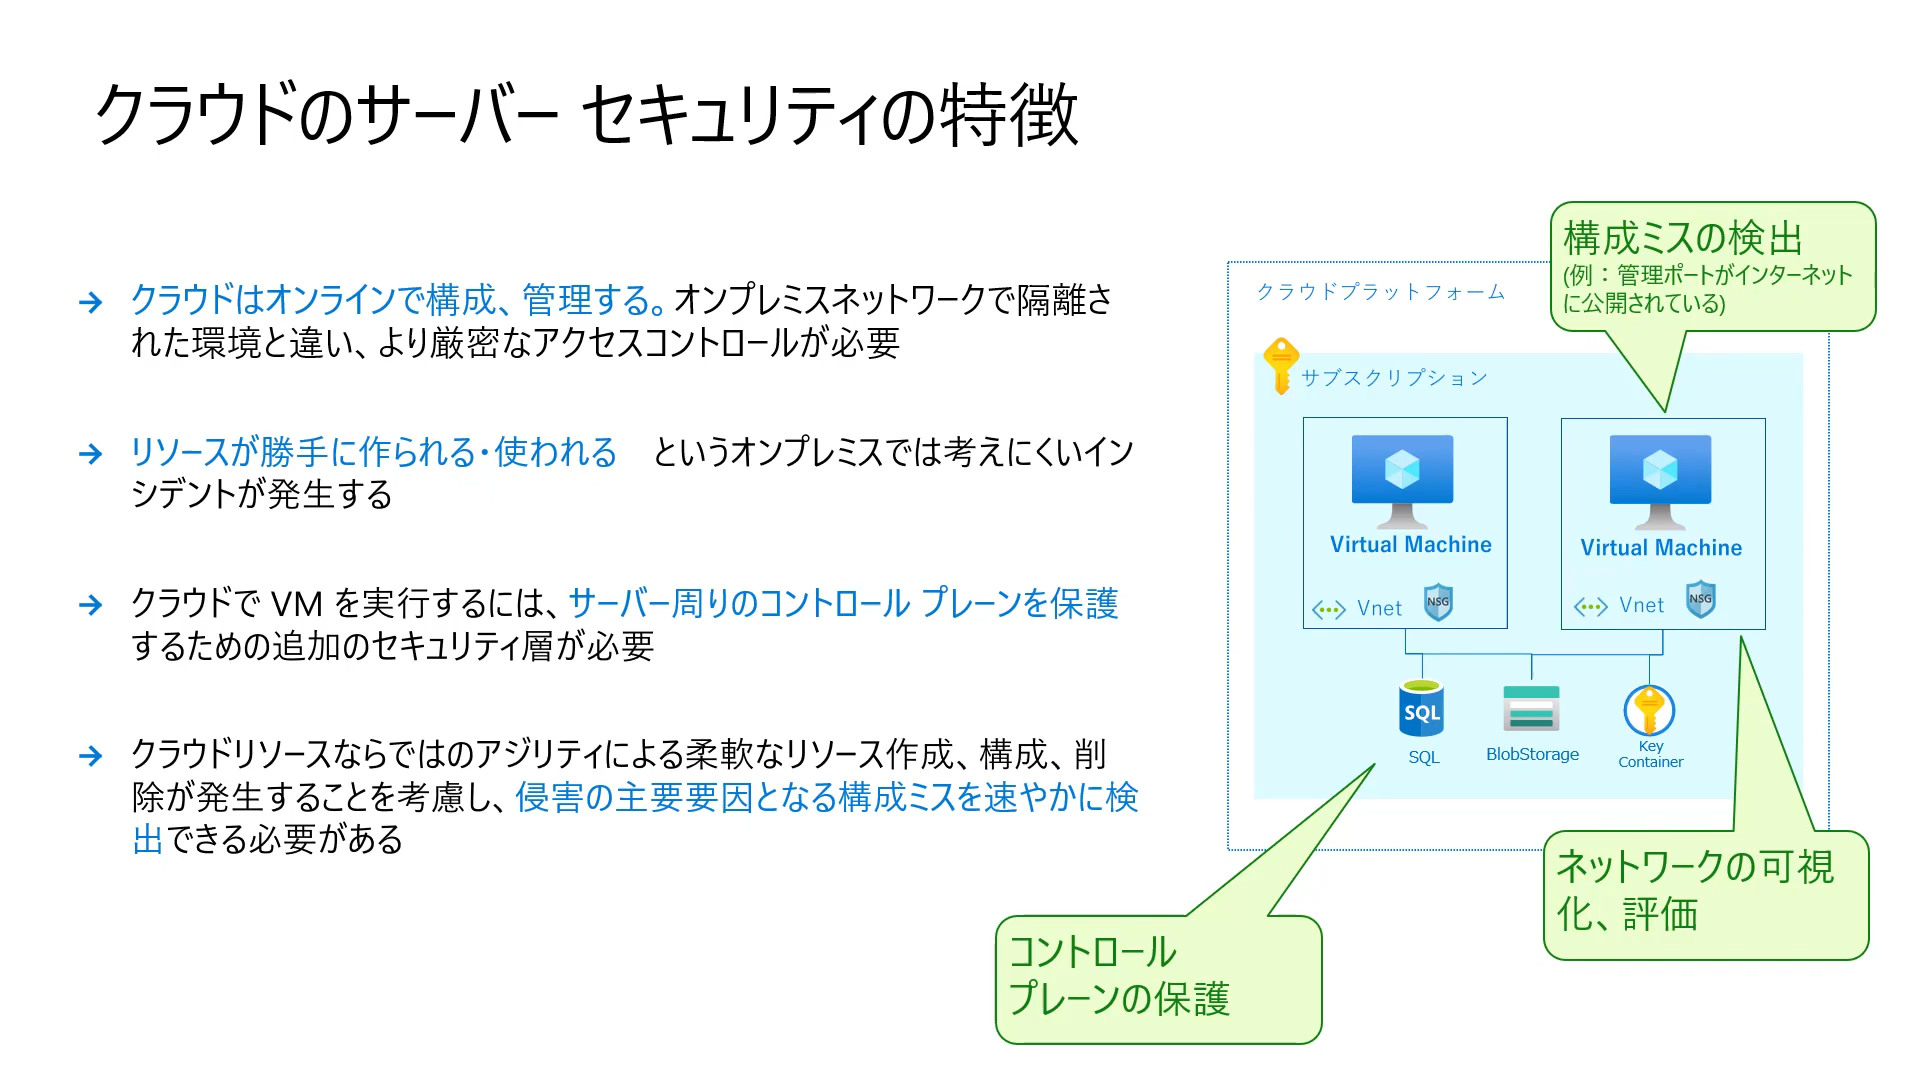 クラウドのサーバー セキュリティの特徴
→ クラウドはオンラインで構成、管理する。オンプレミスネットワークで隔離さ
れた環境と違い、より厳密なアクセスコントロールが必要
→ リソースが勝手に作られる・使われる　というオンプレミスでは考えにくいイン
シデントが発生する
→ クラウドで VM を実行するには、サーバー周りのコントロール プレーンを保護
するための追加のセキュリティ層が必要
→ クラウドリソースならではのアジリティによる柔軟なリソース作成、構成、削
除が発生することを考慮し、侵害の主要要因となる構成ミスを速やかに検
出できる必要がある
構成ミスの検出
(例：管理ポートがインターネット
に公開されている)
クラウドプラットフォーム
サブスクリプション
Virtual Machine
Vnet
NSG
Virtual Machine
Vnet
NSG
SQL
SQL
BlobStorage
Key
Container
ネットワークの可視
化、評価
コントロール
プレーンの保護